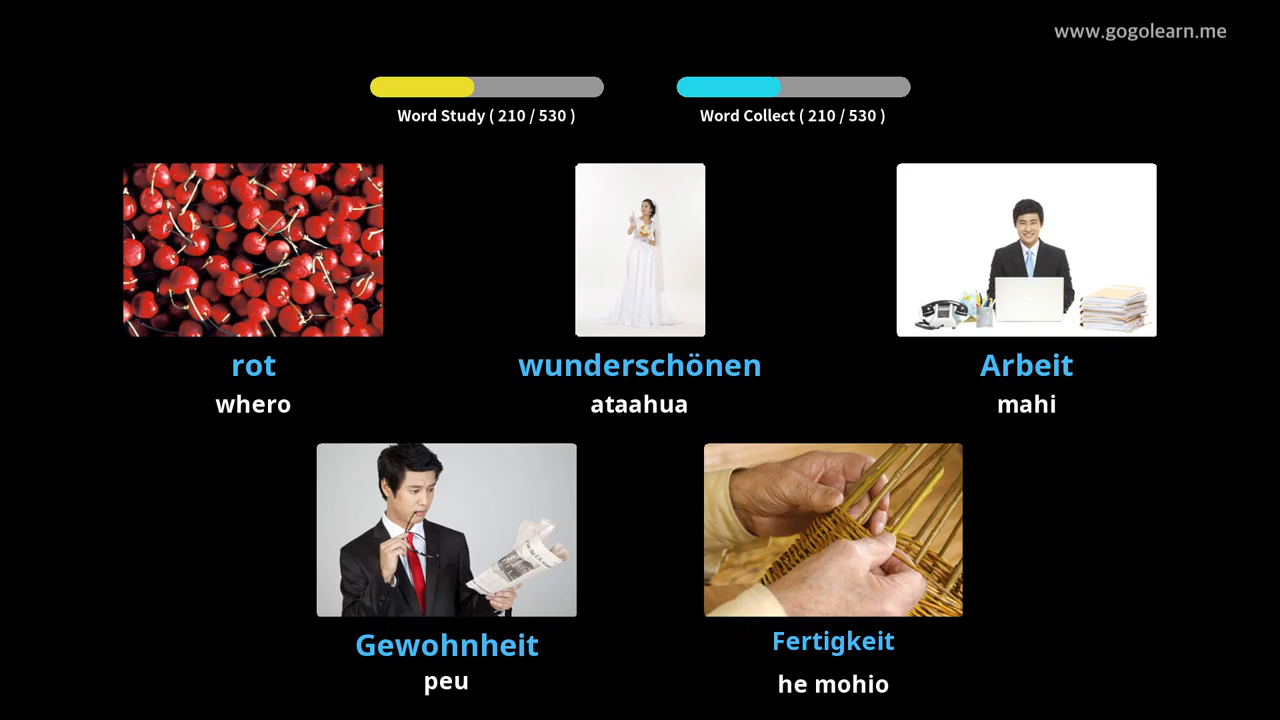 www.gogolearn.me
Word Study ( 210 / 530 )
Word Collect ( 210 / 530 )
rot
whero
wunderschönen
ataahua
Arbeit
mahi
Gewohnheit
peu
Fertigkeit
he mohio